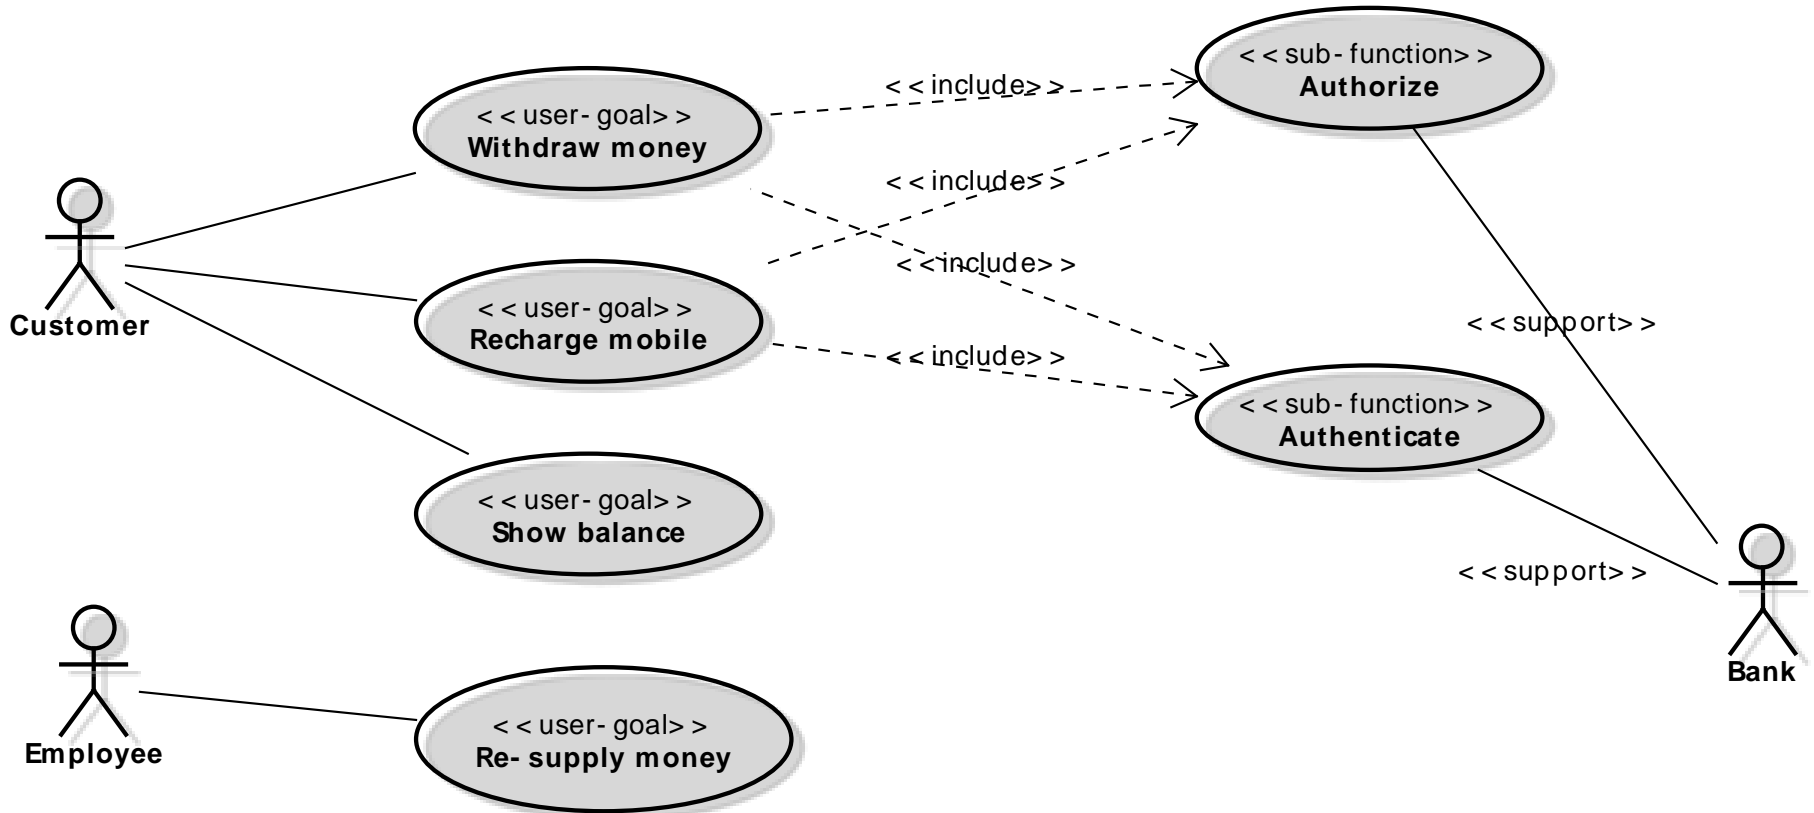 <<sub-function>>
Authorize
<<include>>
<<user-goal>>
Withdraw money
<<include>>
<<include>>
Customer
<<user-goal>>
Recharge mobile
<<support>>
<<include>>
<<sub-function>>
Authenticate
<<user-goal>>
Show balance
<<support>>
Bank
Employee
<<user-goal>>
Re-supply money